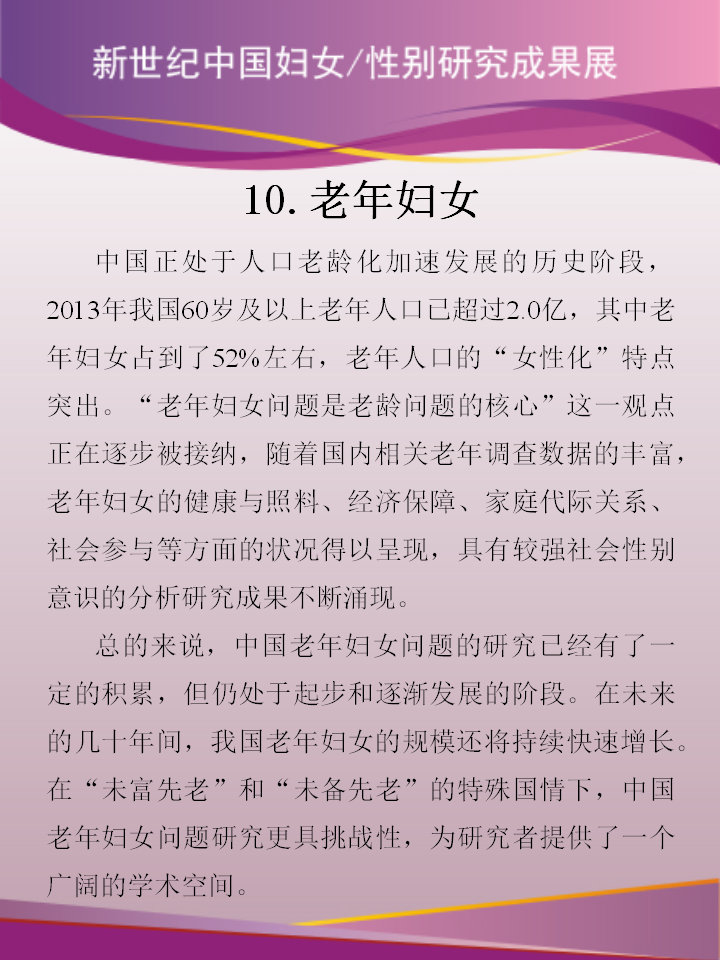 新世纪中国妇女/性别研究成果展
10.老年妇女
中国正处于人口老龄化加速发展的历史阶段，
2013年我国60岁及以上老年人口已超过2.0亿，其中老
年妇女占到了52%左右，老年人口的“女性化”特点
突出。“老年妇女问题是老龄问题的核心”这一观点
正在逐步被接纳，随着国内相关老年调查数据的丰富，
老年妇女的健康与照料、经济保障、家庭代际关系、
社会参与等方面的状况得以呈现，具有较强社会性别
意识的分析研究成果不断涌现。
总的来说，中国老年妇女问题的研究已经有了一
定的积累，但仍处于起步和逐渐发展的阶段。在未来
的几十年间，我国老年妇女的规模还将持续快速增长。
在“未富先老”和“未备先老”的特殊国情下，中国
老年妇女问题研究更具挑战性，为研究者提供了一个
广阔的学术空间。